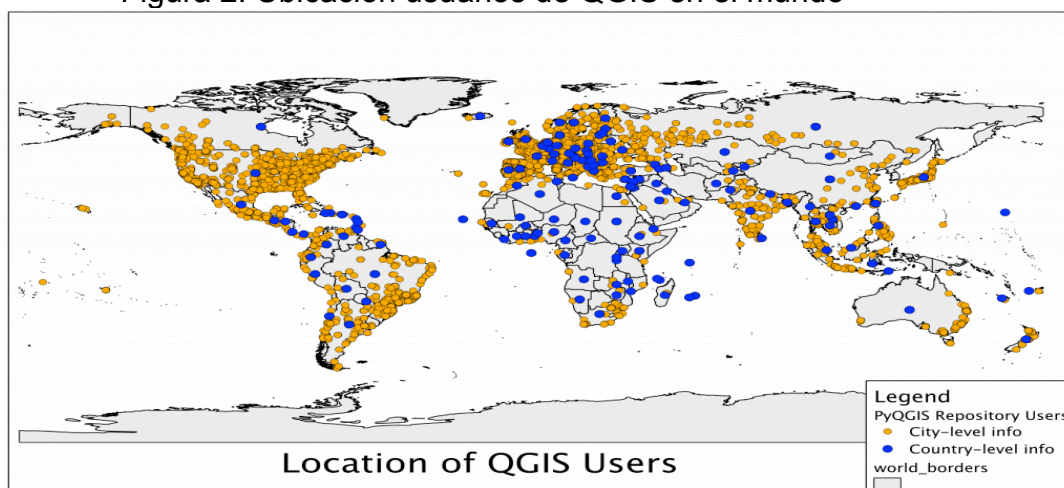 Figura 2. Ubicación usuarios de QGIS en el mundo
Legend
PyQGIS Repository Users
City-level info
Country-level info
world_borders
Location of QGIS Users